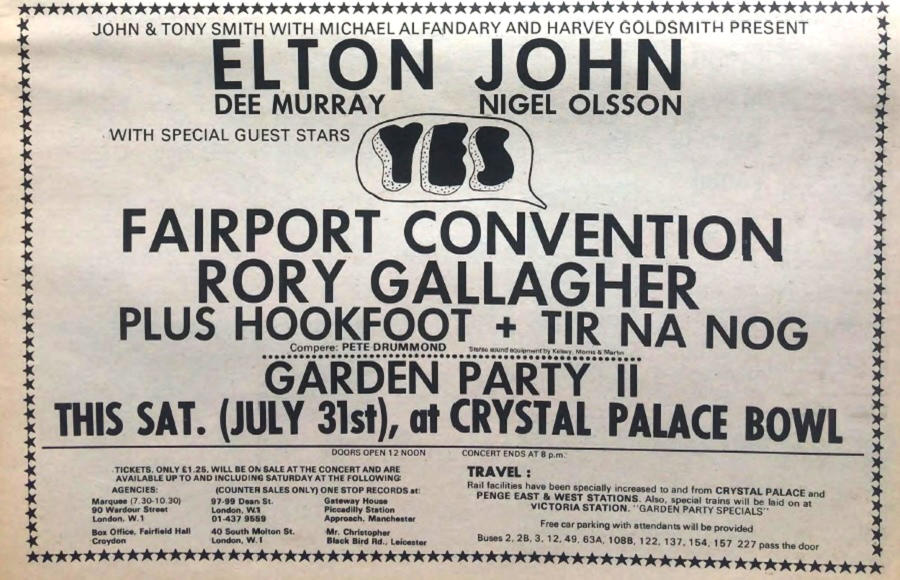 JOHN & TONY SMITH WITH MICHAEL ALFANDARY AND HARVEY GOLDSMITH PRESENT
ELTON JOHN
DEE MURRAY NIGEL OLSSON
WITH SPECIAL GUEST STARS
YES
FAIRPORT CONVENTION
RORY GALLAGHER
PLUS HOOKFOOT + TIR NA NOG
Compere: PETE DRUMMOND Stereo sound equipment by Kelsey, Morris & Martin
GARDEN PARTY II
THIS SAT. (JULY 31st), at CRYSTAL PALACE BOWL
DOORS OPEN 12 NOON CONCERT ENDS AT 8 p.m.
TICKETS, ONLY £1.25, WILL BE ON SALE AT THE CONCERT AND ARE
AVAILABLE UP TO AND INCLUDING SATURDAY AT THE FOLLOWING:
AGENCIES: (COUNTER SALES ONLY) ONE STOP RECORDS at:
Marquee (7.30-10.30) 97-99 Dean St. Gateway House
90 Wardour Street London, W.1 Piccadilly Station
London, W.1 01-437 9559 Approach, Manchester
Box Office, Fairfield Hall 40 South Molton St. Mr. Christopher
Croydon London, W.1 Black Bird Rd., Leicester
TRAVEL :
Rail facilities have been specially increased to and from CRYSTAL PALACE and
PENGE EAST & WEST STATIONS. Also, special trains will be laid on at
VICTORIA STATION. "GARDEN PARTY SPECIALS"
Free car parking with attendants will be provided
Buses 2, 2B, 3, 12, 49, 63A, 108B, 122, 137, 154, 157 227 pass the door